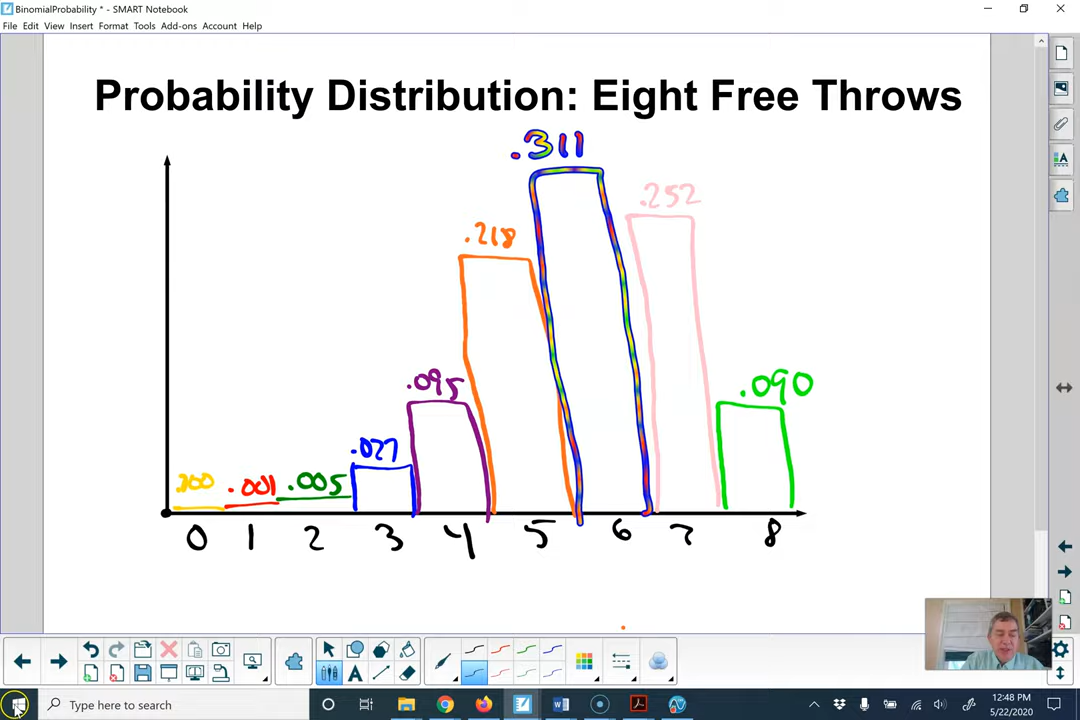 BinomialProbability * - SMART Notebook
File Edit View Insert Format Tools Add-ons Account Help
Probability Distribution: Eight Free Throws
.311
.252
.218
.095
.090
.027
.000 .001 .005
0 1 2 3 4 5 6 7 8
Type here to search
12:48 PM
5/22/2020